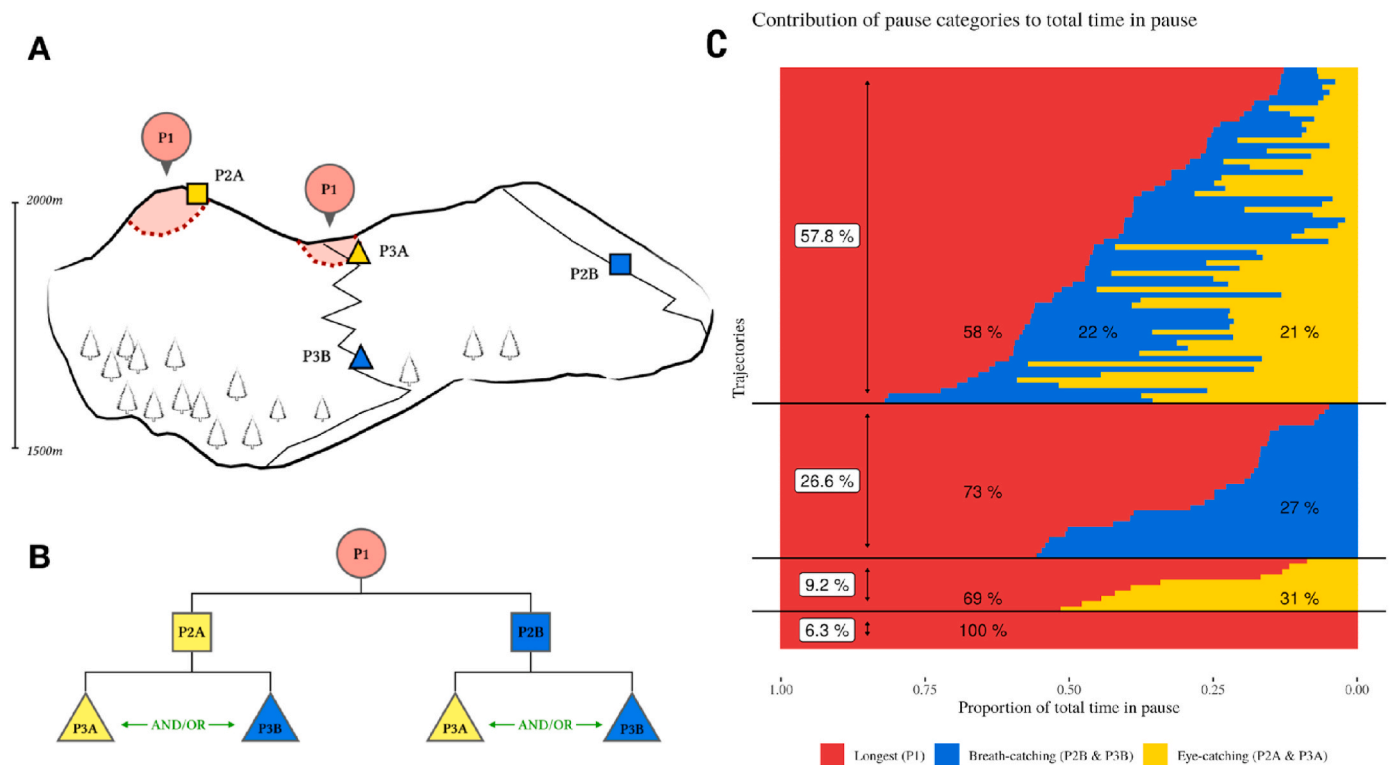 A
P1
P2A
P1
2000m
P3A
P2B
P3B
1500m
B
P1
P2A
P2B
P3A
AND/OR
P3B
P3A
AND/OR
P3B
Contribution of pause categories to total time in pause
C
Trajectories
57.8 %
58 %
22 %
21 %
26.6 %
73 %
27 %
9.2 %
69 %
31 %
6.3 %
100 %
1.00
0.75
0.50
0.25
0.00
Proportion of total time in pause
Longest (P1)
Breath-catching (P2B & P3B)
Eye-catching (P2A & P3A)